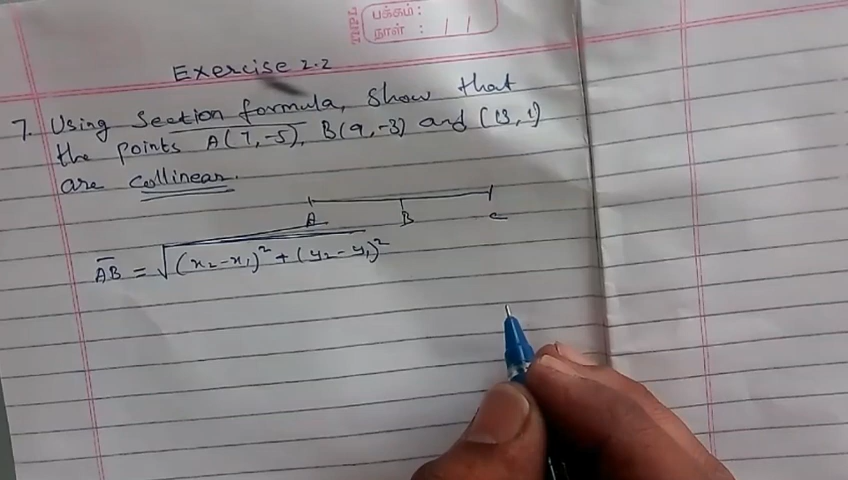 பக்கம் :
நாள் : / /
Exercise 2.2
7. Using Section formula, Show that
the points A(7,-5), B(9,-3) and (13, 1)
are collinear.
A B C
AB = √(x₂-x₁)² + (y₂-y₁)²